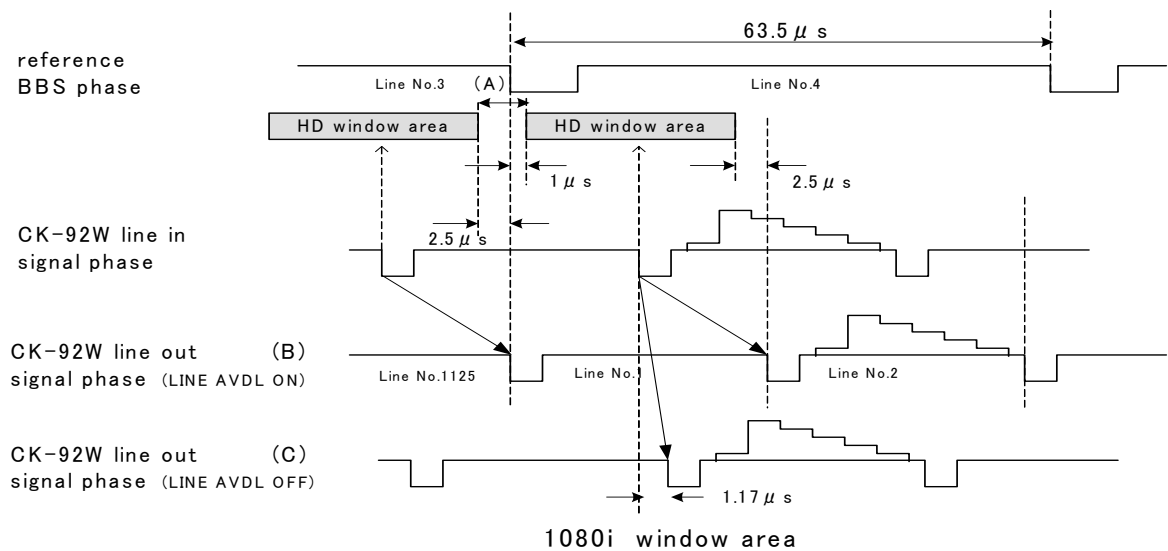 63.5μs
reference
BBS phase
Line No.3
(A)
Line No.4
HD window area
HD window area
1μs
2.5μs
2.5μs
CK-92W line in
signal phase
CK-92W line out (B)
signal phase (LINE AVDL ON)
Line No.1125
Line No.
Line No.2
CK-92W line out (C)
signal phase (LINE AVDL OFF)
1.17μs
1080i window area